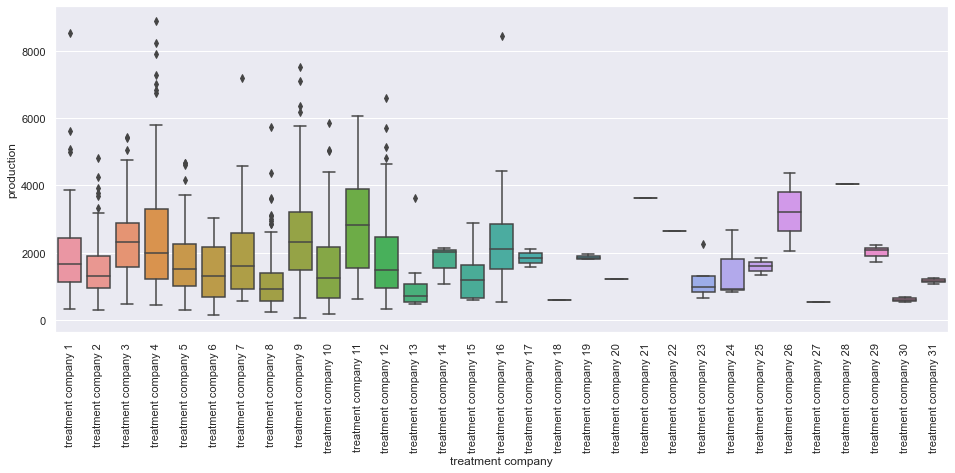 8000
6000
4000
2000
0
production
treatment company 1
treatment company 2
treatment company 3
treatment company 4
treatment company 5
treatment company 6
treatment company 7
treatment company 8
treatment company 9
treatment company 10
treatment company 11
treatment company 12
treatment company 13
treatment company 14
treatment company 15
treatment company 16
treatment company 17
treatment company 18
treatment company 19
treatment company 20
treatment company 21
treatment company 22
treatment company 23
treatment company 24
treatment company 25
treatment company 26
treatment company 27
treatment company 28
treatment company 29
treatment company 30
treatment company 31
treatment company